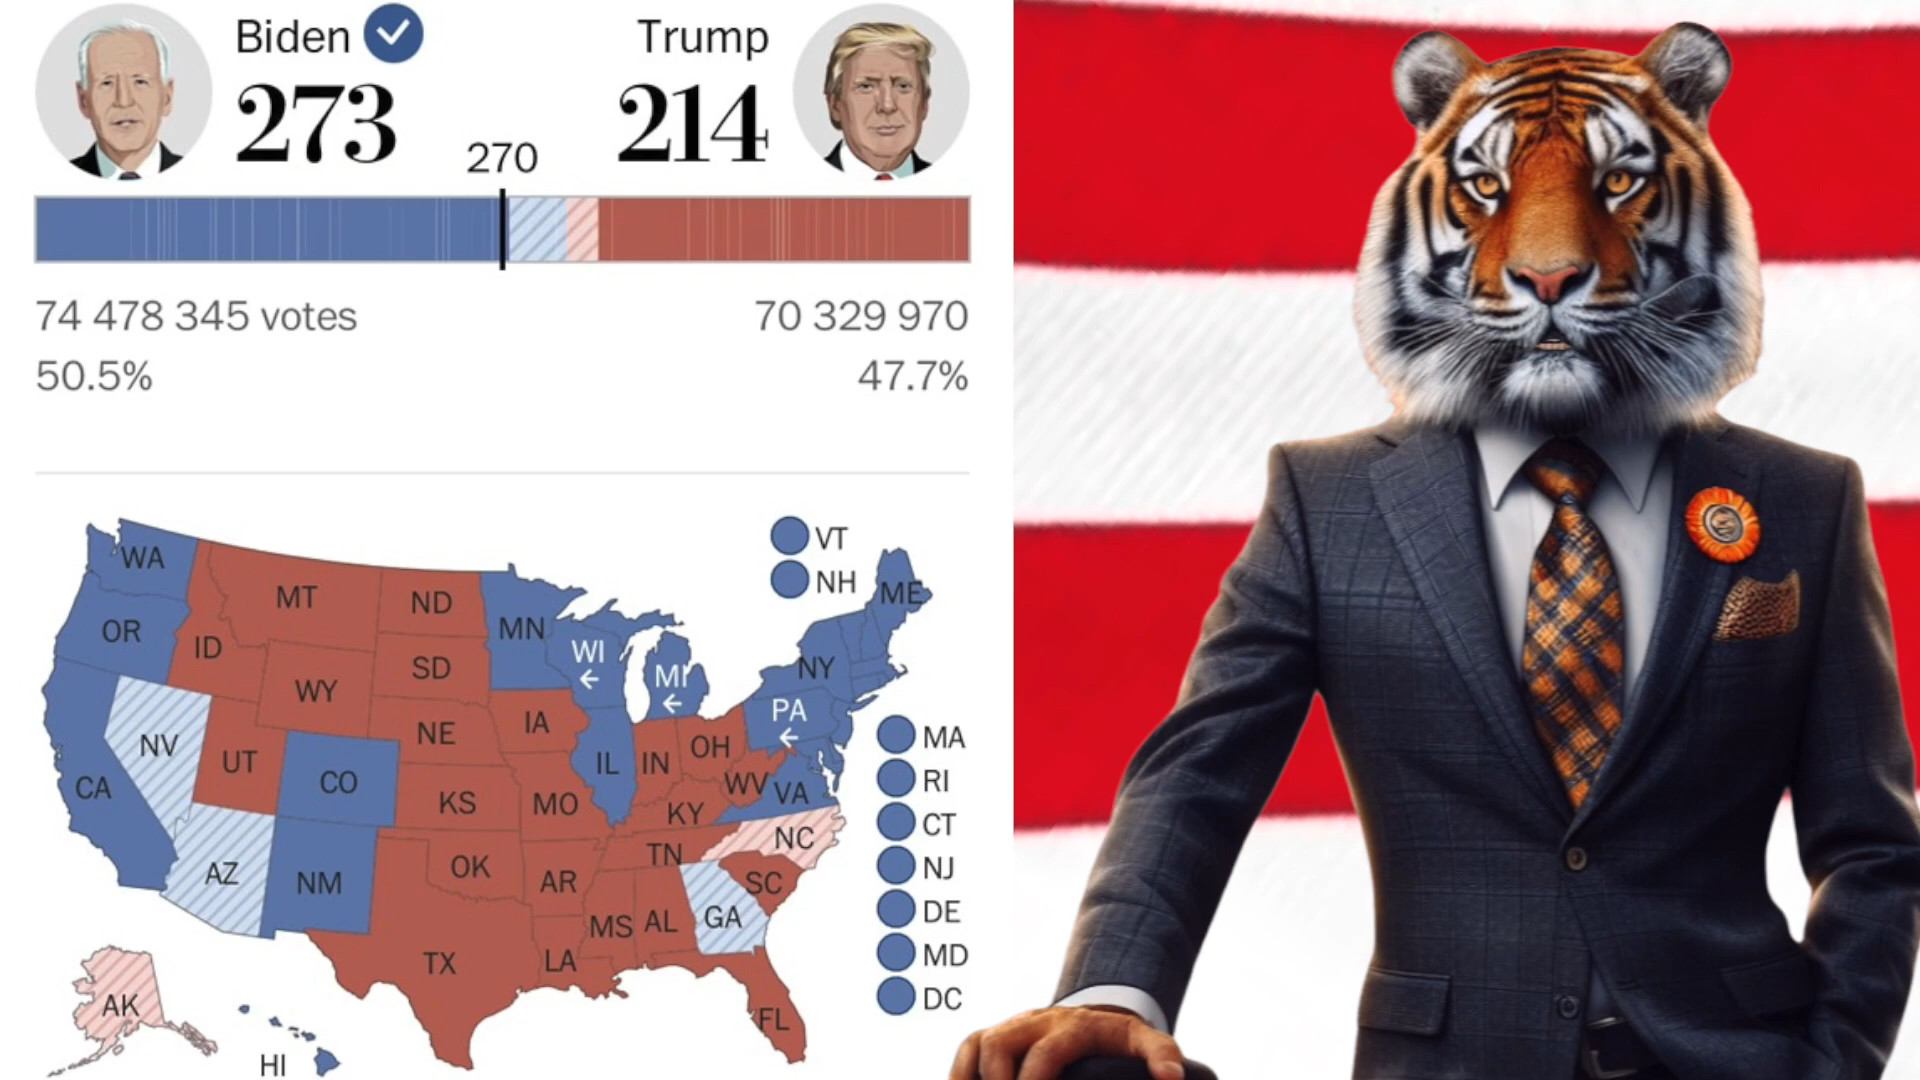 Biden
Trump
273
214
270
74 478 345 votes
70 329 970
50.5%
47.7%
VT
NH
WA
MT
ND
MN
ME
OR
ID
SD
WI
←
MI
←
NY
WY
NE
IA
PA
←
NV
UT
CO
CA
KS
MO
IL
IN
OH
WV
VA
KY
MA
RI
CT
NJ
DE
MD
DC
AZ
NM
OK
AR
TN
NC
SC
MS
AL
GA
TX
LA
FL
AK
HI